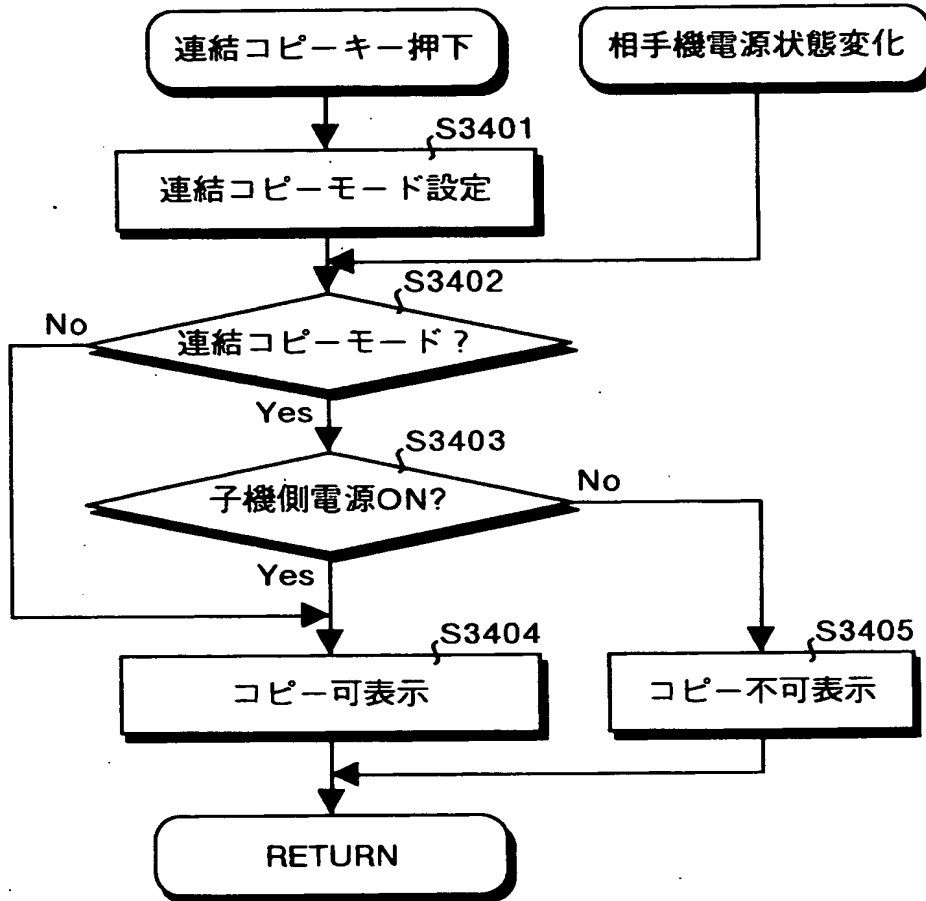 連結コピーキー押下
相手機電源状態変化
S3401
連結コピーモード設定
S3402
No
連結コピーモード？
Yes
S3403
子機側電源ON?
No
Yes
S3404
コピー可表示
S3405
コピー不可表示
RETURN